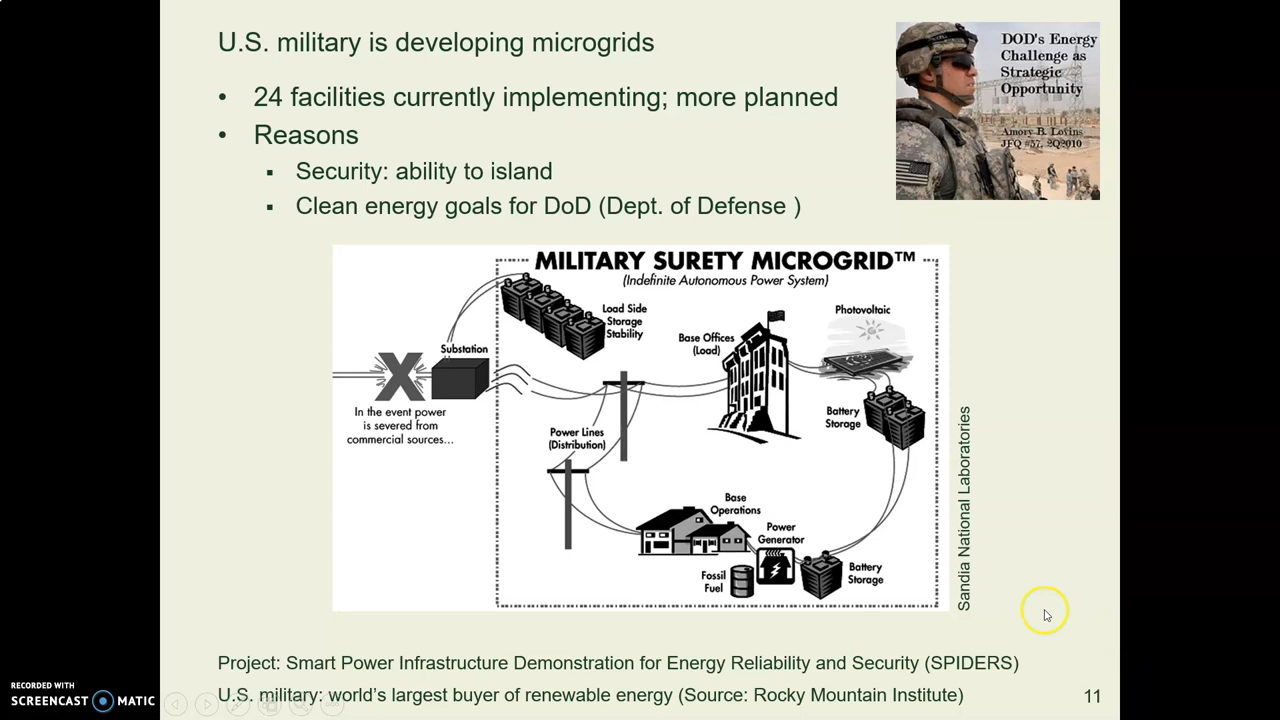 U.S. military is developing microgrids
• 24 facilities currently implementing; more planned
• Reasons
▪ Security: ability to island
▪ Clean energy goals for DoD (Dept. of Defense )
DOD's Energy
Challenge as
Strategic
Opportunity
Amory B. Lovins
JFQ #57, 2Q2010
MILITARY SURETY MICROGRID™
(Indefinite Autonomous Power System)
Load Side
Storage
Stability
Photovoltaic
Base Offices
(Load)
Substation
In the event power
is severed from
commercial sources...
Battery
Storage
Power Lines
(Distribution)
Base
Operations
Power
Generator
Fossil
Fuel
Battery
Storage
Sandia National Laboratories
Project: Smart Power Infrastructure Demonstration for Energy Reliability and Security (SPIDERS)
U.S. military: world's largest buyer of renewable energy (Source: Rocky Mountain Institute)
11
RECORDED WITH
SCREENCAST MATIC